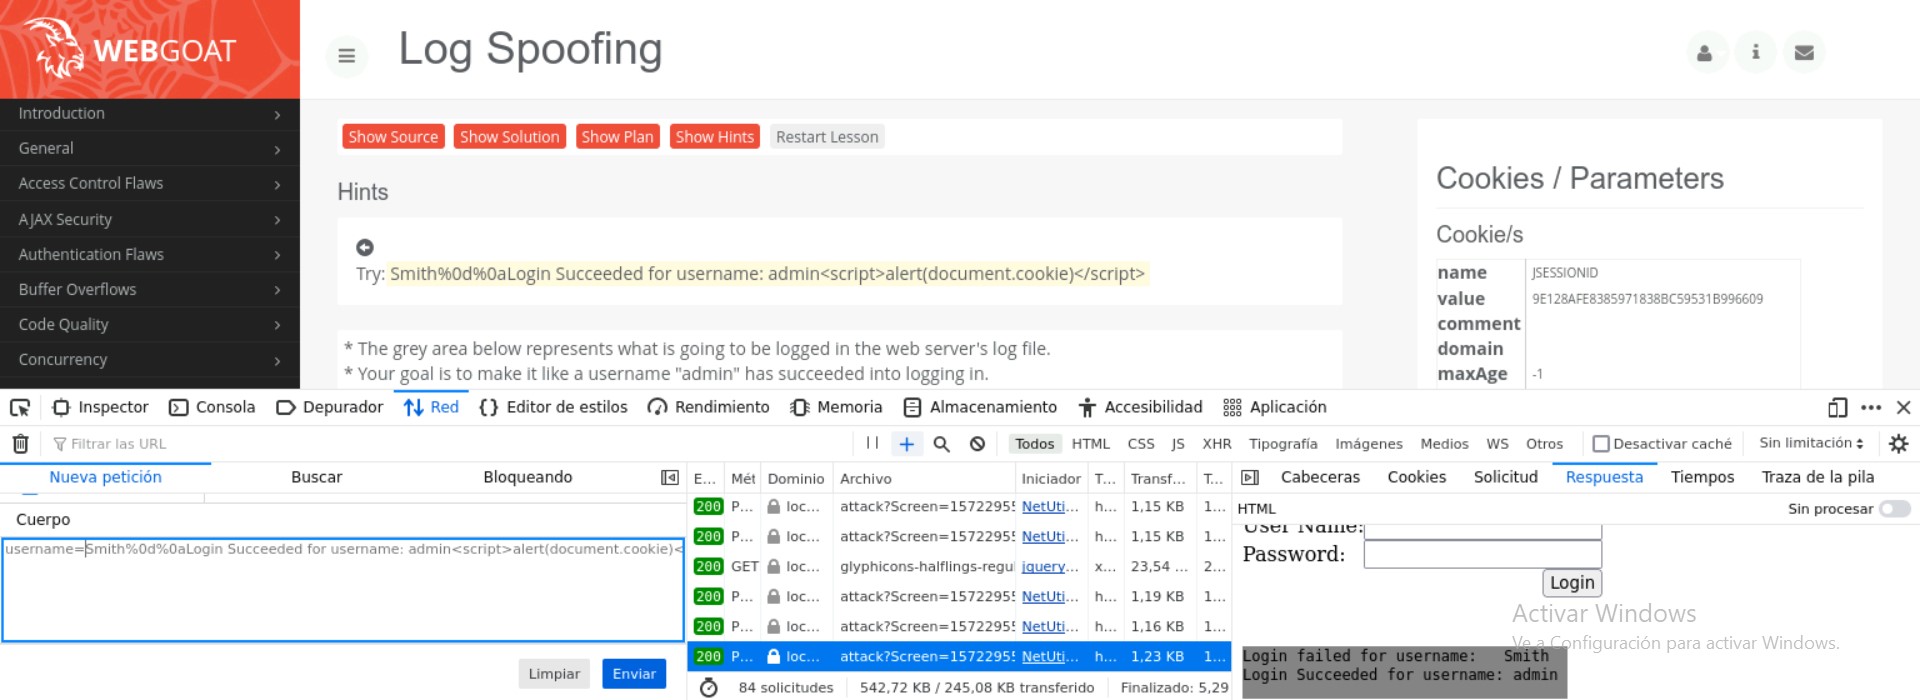 WEBGOAT
Log Spoofing
Introduction
General
Access Control Flaws
AJAX Security
Authentication Flaws
Buffer Overflows
Code Quality
Concurrency
Show Source Show Solution Show Plan Show Hints Restart Lesson
Hints
Try: Smith%0d%0aLogin Succeeded for username: admin<script>alert(document.cookie)</script>
* The grey area below represents what is going to be logged in the web server's log file.
* Your goal is to make it like a username "admin" has succeeded into logging in.
Cookies / Parameters
Cookie/s
name JSESSIONID
value 9E128AFE8385971838BC59531B996609
comment
domain
maxAge -1
Inspector Consola Depurador Red Editor de estilos Rendimiento Memoria Almacenamiento Accesibilidad Aplicación
Filtrar las URL
Todos HTML CSS JS XHR Tipografía Imágenes Medios WS Otros Desactivar caché Sin limitación
Nueva petición Buscar Bloqueando
Cuerpo
username=Smith%0d%0aLogin Succeeded for username: admin<script>alert(document.cookie)<
Limpiar Enviar
E... Mét Dominio Archivo Iniciador T... Transf... T...
200 P... loc... attack?Screen=15722955 NetUti... h... 1,15 KB 1...
200 P... loc... attack?Screen=15722955 NetUti... h... 1,15 KB 1...
200 GET loc... glyphicons-halflings-regul jquery... x... 23,54 ... 2...
200 P... loc... attack?Screen=15722955 NetUti... h... 1,19 KB 1...
200 P... loc... attack?Screen=15722955 NetUti... h... 1,16 KB 1...
200 P... loc... attack?Screen=15722955 NetUti... h... 1,23 KB 1...
84 solicitudes 542,72 KB / 245,08 KB transferido Finalizado: 5,29
Cabeceras Cookies Solicitud Respuesta Tiempos Traza de la pila
HTML Sin procesar
User Name:
Password:
Login
Activar Windows
Ve a Configuración para activar Windows.
Login failed for username: Smith
Login Succeeded for username: admin